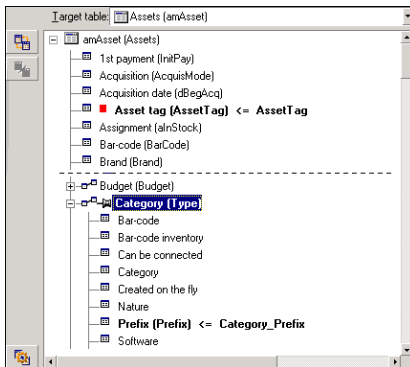 Target table: Assets (amAsset)
amAsset (Assets)
1st payment (InitPay)
Acquisition (AcquisMode)
Acquisition date (dBegAcq)
Asset tag (AssetTag) <= AssetTag
Assignment (aInStock)
Bar-code (BarCode)
Brand (Brand)
Budget (Budget)
Category (Type)
Bar-code
Bar-code inventory
Can be connected
Category
Created on the fly
Nature
Prefix (Prefix) <= Category_Prefix
Software